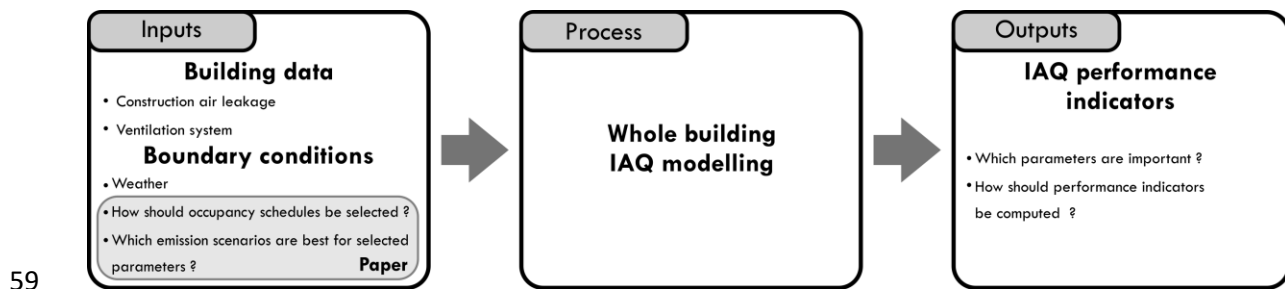 Inputs
Building data
• Construction air leakage
• Ventilation system
Boundary conditions
• Weather
• How should occupancy schedules be selected ?
• Which emission scenarios are best for selected
parameters ? Paper
Process
Whole building
IAQ modelling
Outputs
IAQ performance
indicators
• Which parameters are important ?
• How should performance indicators
be computed ?
59